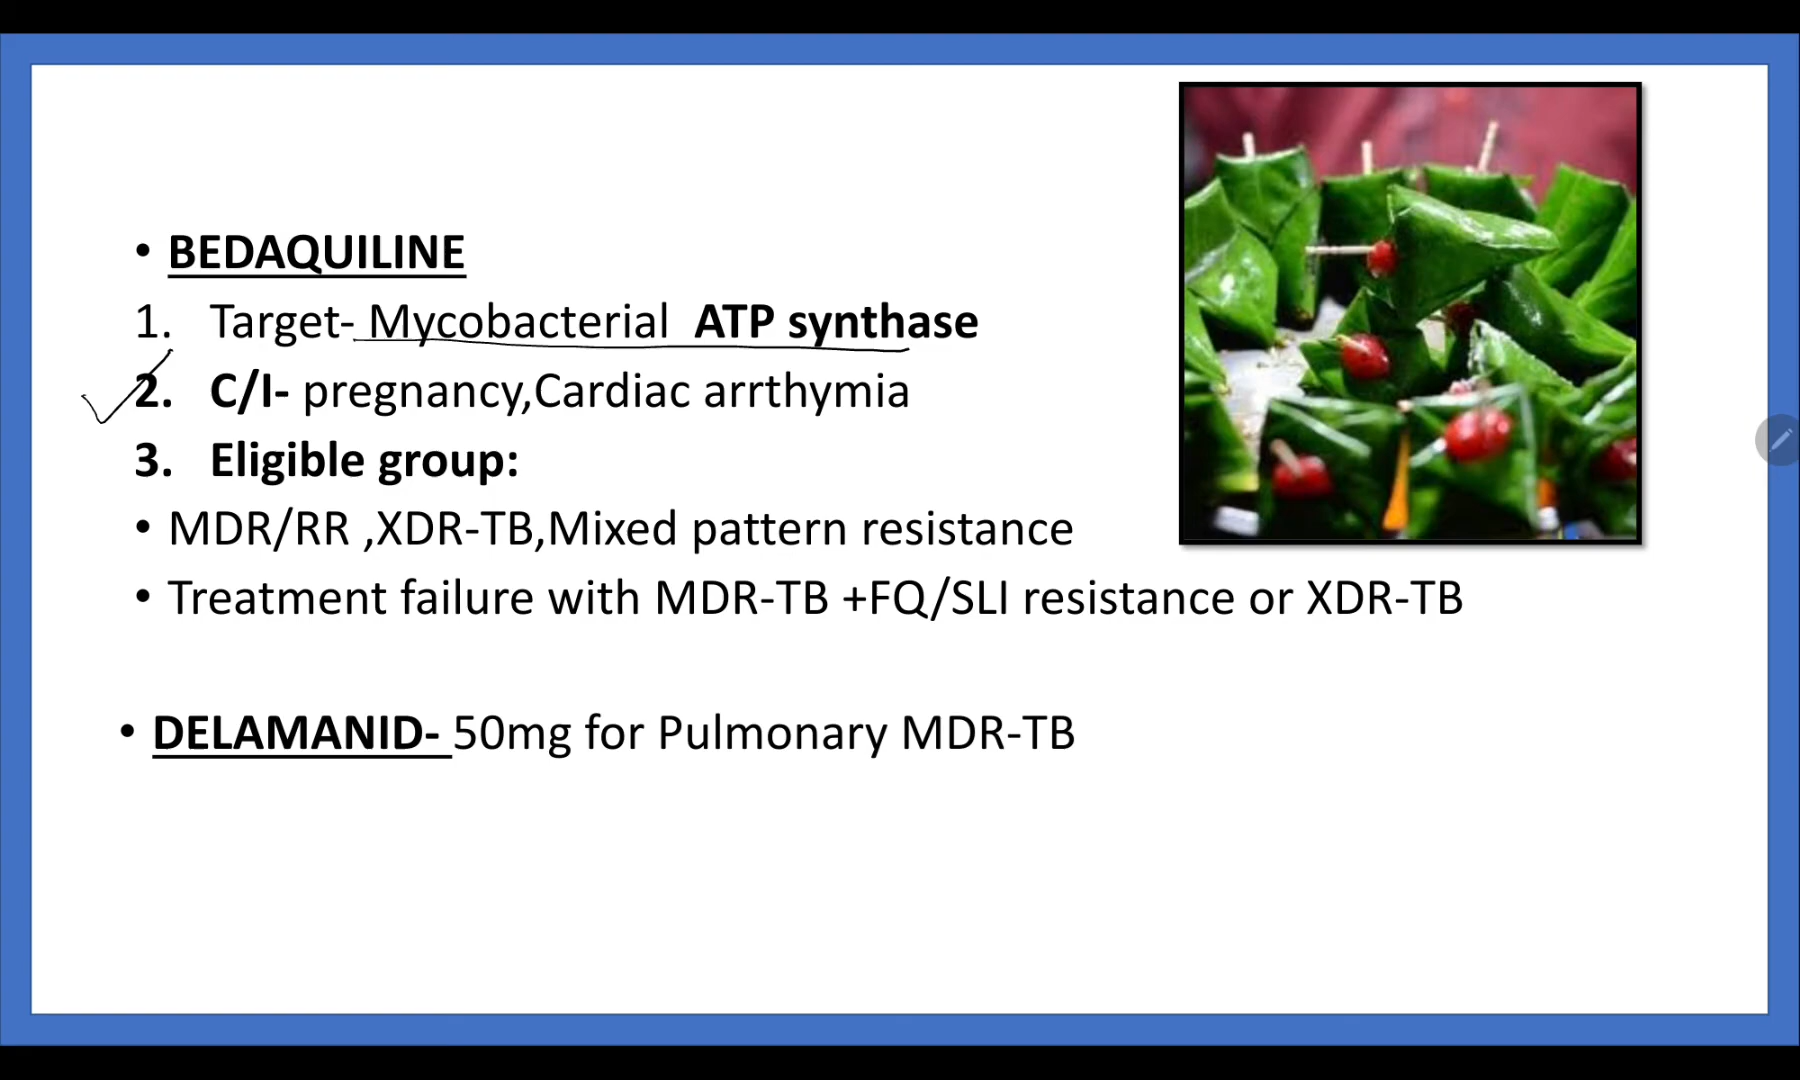 • BEDAQUILINE
1. Target- Mycobacterial ATP synthase
2. C/I- pregnancy,Cardiac arrthymia
3. Eligible group:
• MDR/RR ,XDR-TB,Mixed pattern resistance
• Treatment failure with MDR-TB +FQ/SLI resistance or XDR-TB
• DELAMANID- 50mg for Pulmonary MDR-TB